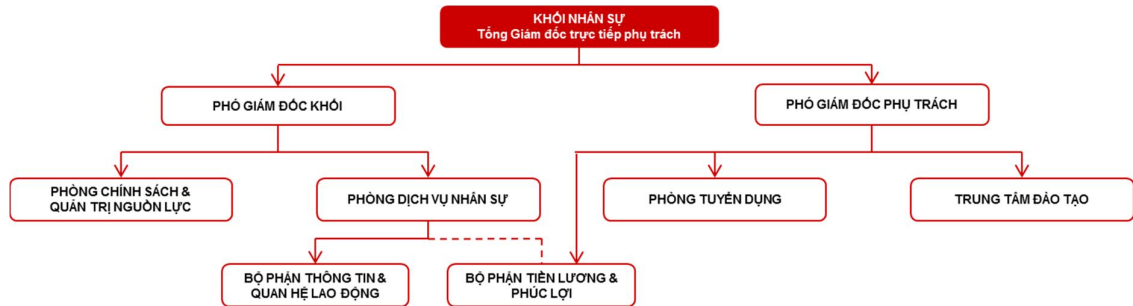 KHỐI NHÂN SỰ
Tổng Giám đốc trực tiếp phụ trách
PHÓ GIÁM ĐỐC KHỐI
PHÓ GIÁM ĐỐC PHỤ TRÁCH
PHÒNG CHÍNH SÁCH &
QUẢN TRỊ NGUỒN LỰC
PHÒNG DỊCH VỤ NHÂN SỰ
PHÒNG TUYỂN DỤNG
TRUNG TÂM ĐÀO TẠO
BỘ PHẬN THÔNG TIN &
QUAN HỆ LAO ĐỘNG
BỘ PHẬN TIỀN LƯƠNG &
PHÚC LỢI